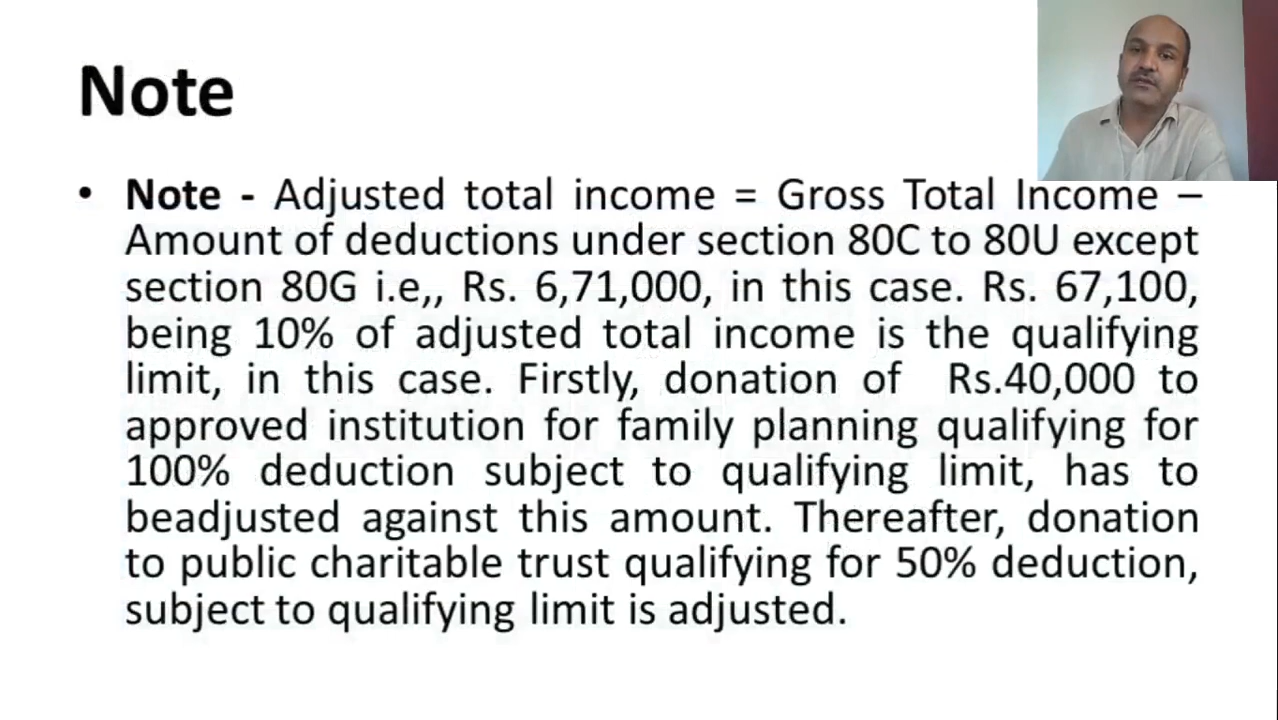 Note
• Note - Adjusted total income = Gross Total Income –
Amount of deductions under section 80C to 80U except
section 80G i.e,, Rs. 6,71,000, in this case. Rs. 67,100,
being 10% of adjusted total income is the qualifying
limit, in this case. Firstly, donation of Rs.40,000 to
approved institution for family planning qualifying for
100% deduction subject to qualifying limit, has to
beadjusted against this amount. Thereafter, donation
to public charitable trust qualifying for 50% deduction,
subject to qualifying limit is adjusted.